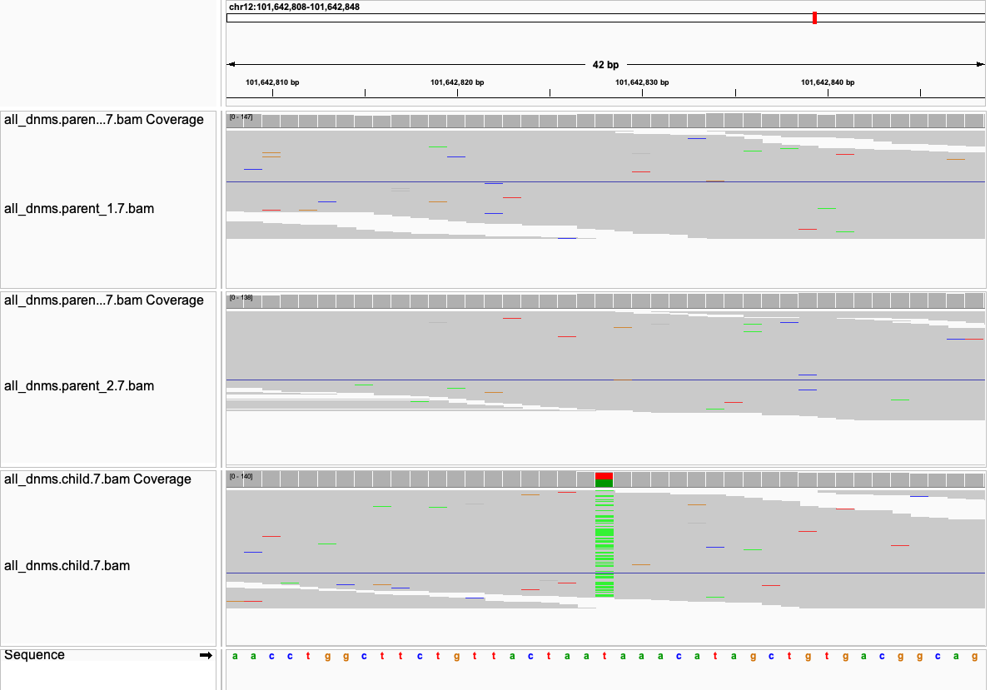 chr12:101,642,808-101,642,848
42 bp
101,642,810 bp 101,642,820 bp 101,642,830 bp 101,642,840 bp
all_dnms.paren...7.bam Coverage
[0 - 147]
all_dnms.parent_1.7.bam
all_dnms.paren...7.bam Coverage
[0 - 138]
all_dnms.parent_2.7.bam
all_dnms.child.7.bam Coverage
[0 - 140]
all_dnms.child.7.bam
Sequence
a a c c t g g c t t c t g t t a c t a a t a a a c a t a g c t g t g a c g g c a g